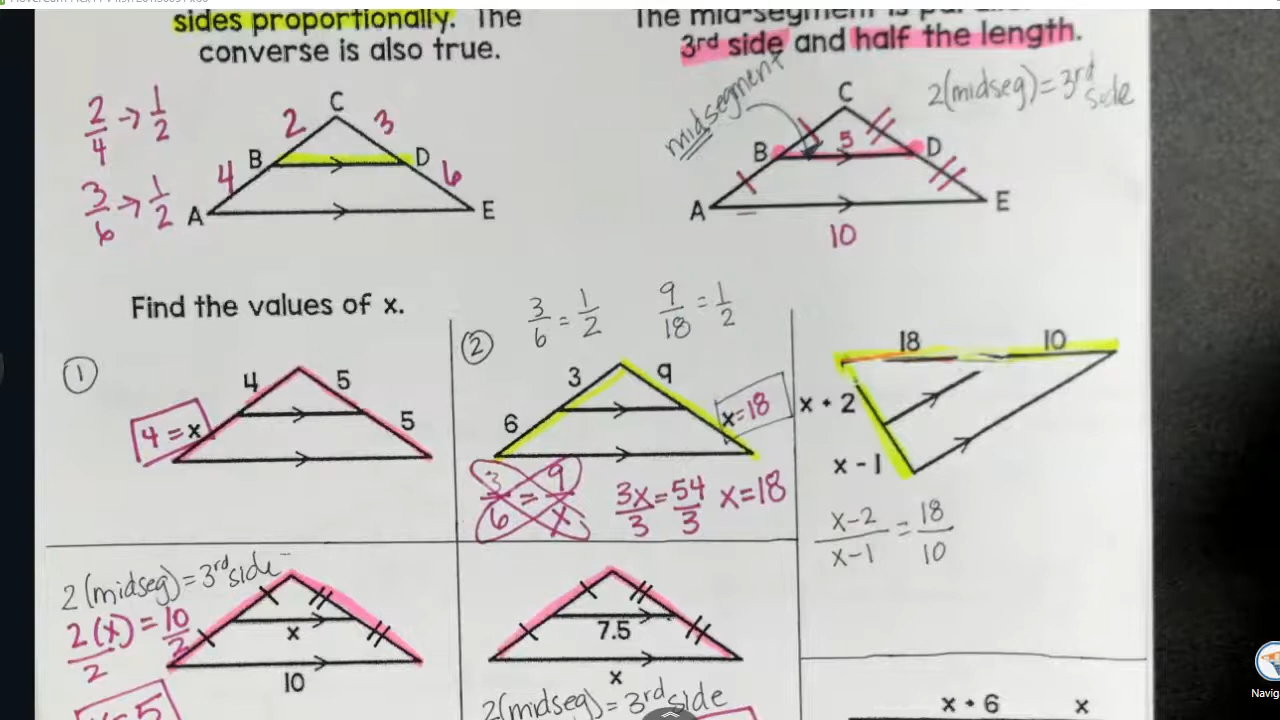 sides proportionally. The
converse is also true.
3rd side and half the length.
2/4 → 1/2
3/6 → 1/2
C
2
3
B
D
4
6
A
E
midsegment
2(midseg) = 3rd side
C
B
5
D
A
E
10
Find the values of x.
1
4
5
4 = x
5
2
3/6 = 1/2
9/18 = 1/2
3
9
6
x = 18
3/6 = 9/x
3x/3 = 54/3
x = 18
18
10
x + 2
x - 1
x-2/x-1 = 18/10
2(midseg) = 3rd side
2(x)/2 = 10/2
x
10
7.5
x
2(midseg) = 3rd side
x + 6
x
Navig